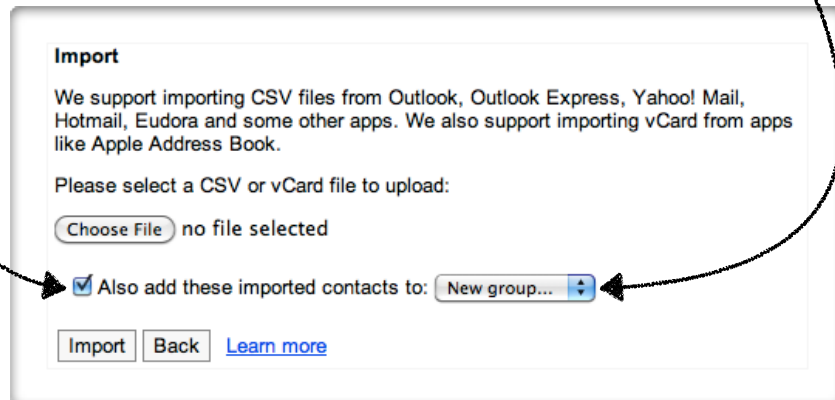 Import
We support importing CSV files from Outlook, Outlook Express, Yahoo! Mail,
Hotmail, Eudora and some other apps. We also support importing vCard from apps
like Apple Address Book.
Please select a CSV or vCard file to upload:
Choose File no file selected
Also add these imported contacts to: New group...
Import Back Learn more